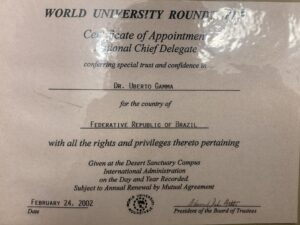 WORLD UNIVERSITY ROUNDTABLE
Certificate of Appointment
National Chief Delegate
conferring special trust and confidence in
DR. UBERTO GAMMA
for the country of
FEDERATIVE REPUBLIC OF BRAZIL
with all the rights and privileges thereto pertaining
Given at the Desert Sanctuary Campus
International Administration
on the Day and Year Recorded.
Subject to Annual Renewal by Mutual Agreement
FEBRUARY 24, 2002
Date
President of the Board of Trustees